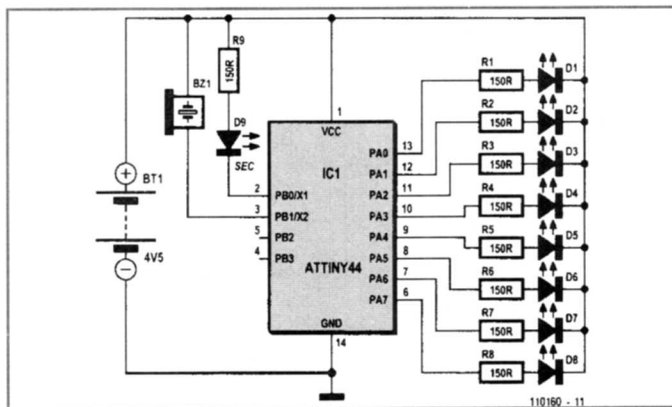 R9
150R
BZ1
D9
SEC
BT1
4V5
1
VCC
IC1
ATTINY44
GND
14
2 PB0/X1
3 PB1/X2
5 PB2
4 PB3
PA0 13
PA1 12
PA2 11
PA3 10
PA4 9
PA5 8
PA6 7
PA7 6
R1 D1
150R
R2 D2
150R
R3 D3
150R
R4 D4
150R
R5 D5
150R
R6 D6
150R
R7 D7
150R
R8 D8
150R
110160 - 11